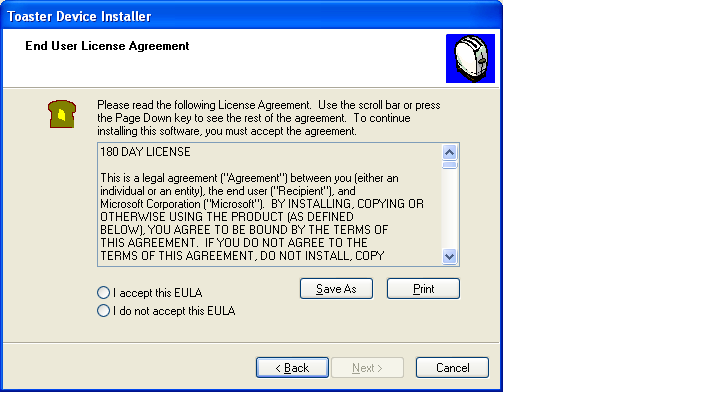 Toaster Device Installer
End User License Agreement
Please read the following License Agreement. Use the scroll bar or press
the Page Down key to see the rest of the agreement. To continue
installing this software, you must accept the agreement.
180 DAY LICENSE
This is a legal agreement ("Agreement") between you (either an
individual or an entity), the end user ("Recipient"), and
Microsoft Corporation ("Microsoft"). BY INSTALLING, COPYING OR
OTHERWISE USING THE PRODUCT (AS DEFINED
BELOW), YOU AGREE TO BE BOUND BY THE TERMS OF
THIS AGREEMENT. IF YOU DO NOT AGREE TO THE
TERMS OF THIS AGREEMENT, DO NOT INSTALL, COPY
I accept this EULA
Save As
Print
I do not accept this EULA
< Back
Next >
Cancel